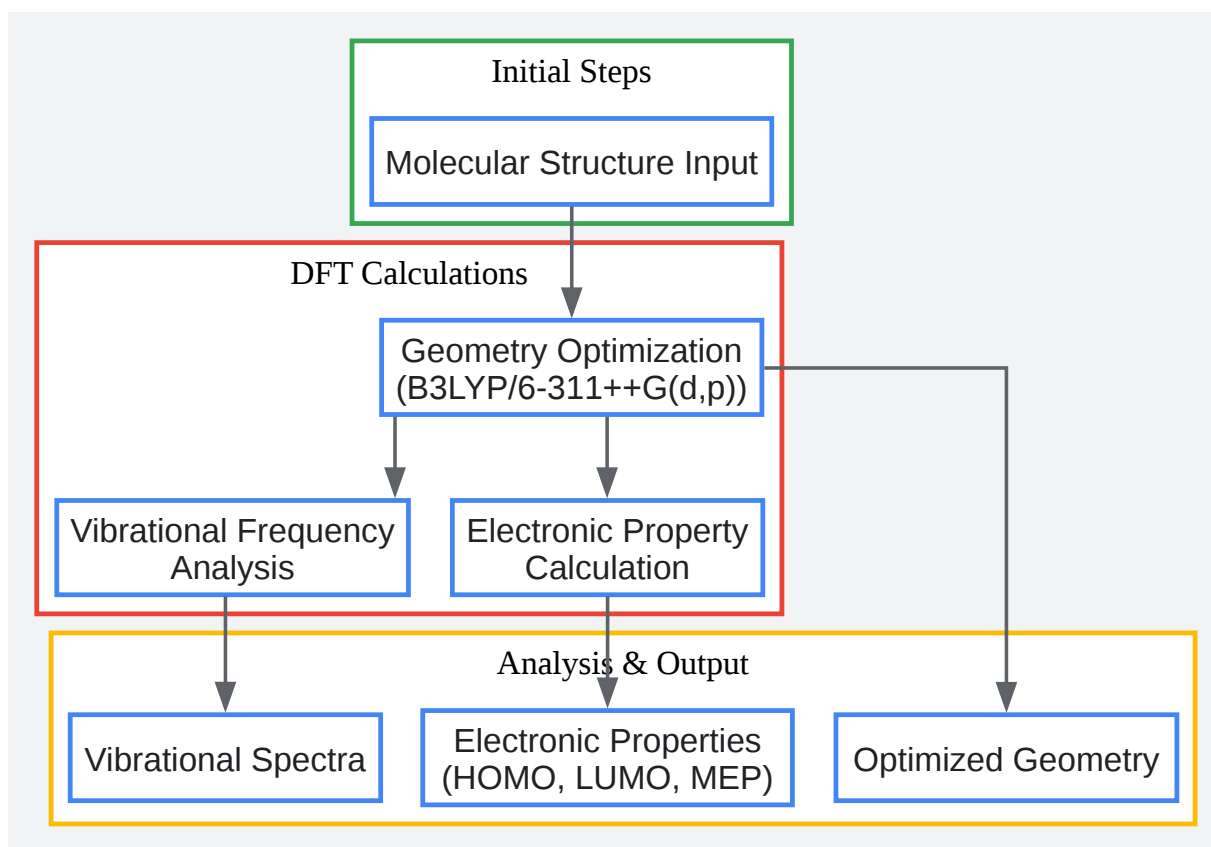 Initial Steps
Molecular Structure Input
DFT Calculations
Geometry Optimization
(B3LYP/6-311++G(d,p))
Vibrational Frequency
Analysis
Electronic Property
Calculation
Analysis & Output
Vibrational Spectra
Electronic Properties
(HOMO, LUMO, MEP)
Optimized Geometry